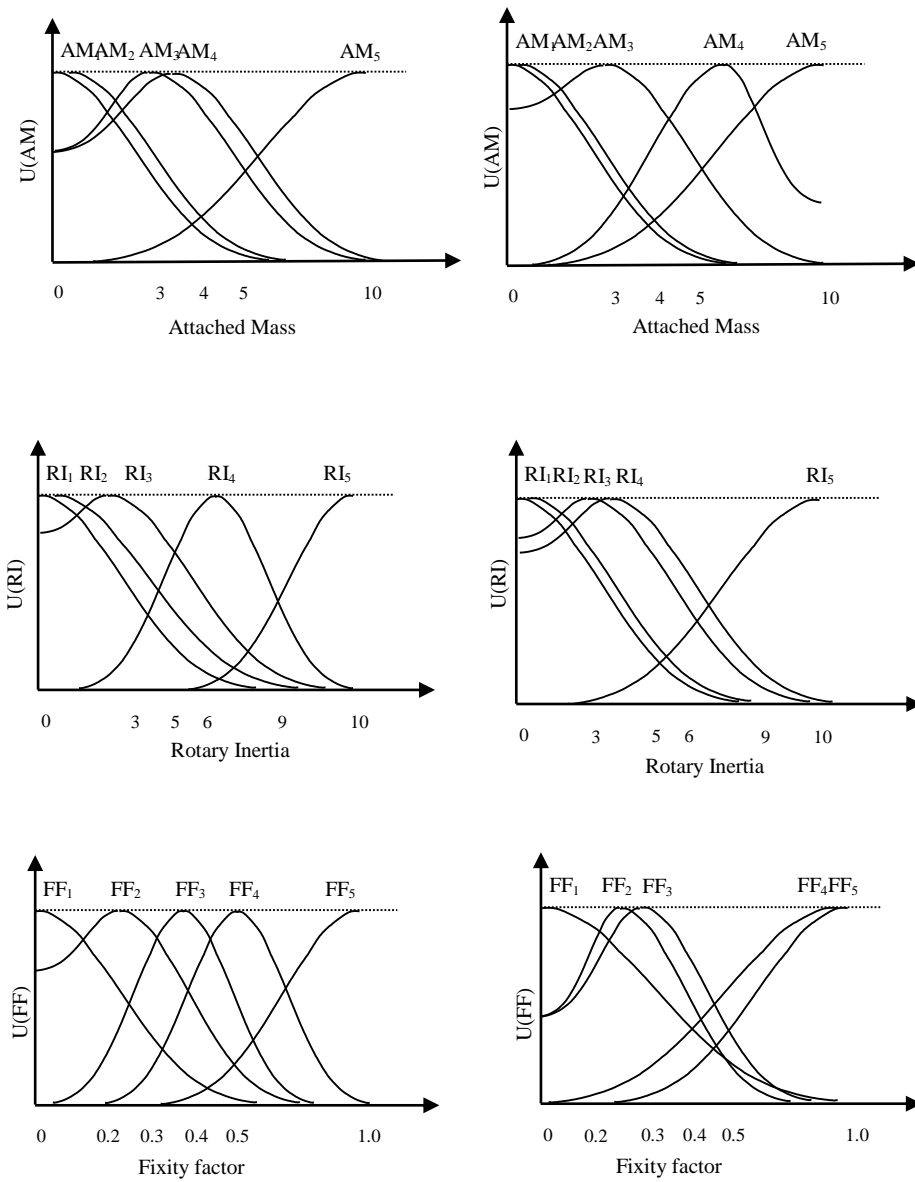 AM₁AM₂ AM₃AM₄ AM₅
U(AM)
0 3 4 5 10
Attached Mass
AM₁AM₂AM₃ AM₄ AM₅
U(AM)
0 3 4 5 10
Attached Mass
RI₁ RI₂ RI₃ RI₄ RI₅
U(RI)
0 3 5 6 9 10
Rotary Inertia
RI₁RI₂ RI₃ RI₄ RI₅
U(RI)
0 3 5 6 9 10
Rotary Inertia
FF₁ FF₂ FF₃ FF₄ FF₅
U(FF)
0 0.2 0.3 0.4 0.5 1.0
Fixity factor
FF₁ FF₂ FF₃ FF₄FF₅
U(FF)
0 0.2 0.3 0.4 0.5 1.0
Fixity factor